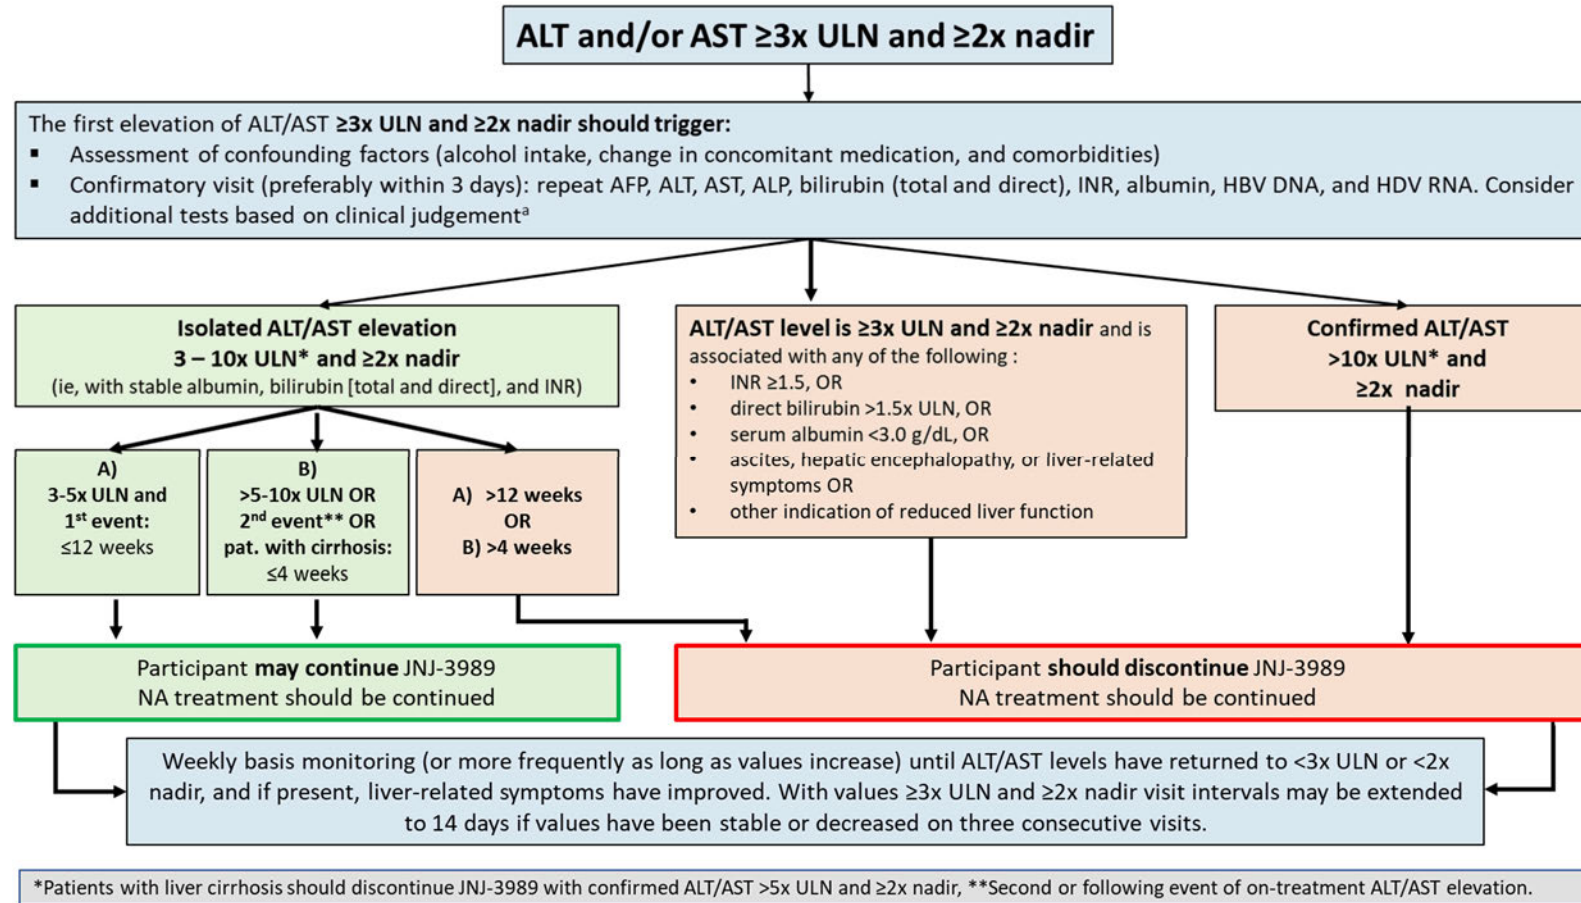 ALT and/or AST ≥3x ULN and ≥2x nadir
The first elevation of ALT/AST ≥3x ULN and ≥2x nadir should trigger:
▪ Assessment of confounding factors (alcohol intake, change in concomitant medication, and comorbidities)
▪ Confirmatory visit (preferably within 3 days): repeat AFP, ALT, AST, ALP, bilirubin (total and direct), INR, albumin, HBV DNA, and HDV RNA. Consider
additional tests based on clinical judgementᵃ
Isolated ALT/AST elevation
3 – 10x ULN* and ≥2x nadir
(ie, with stable albumin, bilirubin [total and direct], and INR)
ALT/AST level is ≥3x ULN and ≥2x nadir and is
associated with any of the following :
• INR ≥1.5, OR
• direct bilirubin >1.5x ULN, OR
• serum albumin <3.0 g/dL, OR
• ascites, hepatic encephalopathy, or liver-related
symptoms OR
• other indication of reduced liver function
Confirmed ALT/AST
>10x ULN* and
≥2x nadir
A)
3-5x ULN and
1st event:
≤12 weeks
B)
>5-10x ULN OR
2nd event** OR
pat. with cirrhosis:
≤4 weeks
A) >12 weeks
OR
B) >4 weeks
Participant may continue JNJ-3989
NA treatment should be continued
Participant should discontinue JNJ-3989
NA treatment should be continued
Weekly basis monitoring (or more frequently as long as values increase) until ALT/AST levels have returned to <3x ULN or <2x
nadir, and if present, liver-related symptoms have improved. With values ≥3x ULN and ≥2x nadir visit intervals may be extended
to 14 days if values have been stable or decreased on three consecutive visits.
*Patients with liver cirrhosis should discontinue JNJ-3989 with confirmed ALT/AST >5x ULN and ≥2x nadir, **Second or following event of on-treatment ALT/AST elevation.